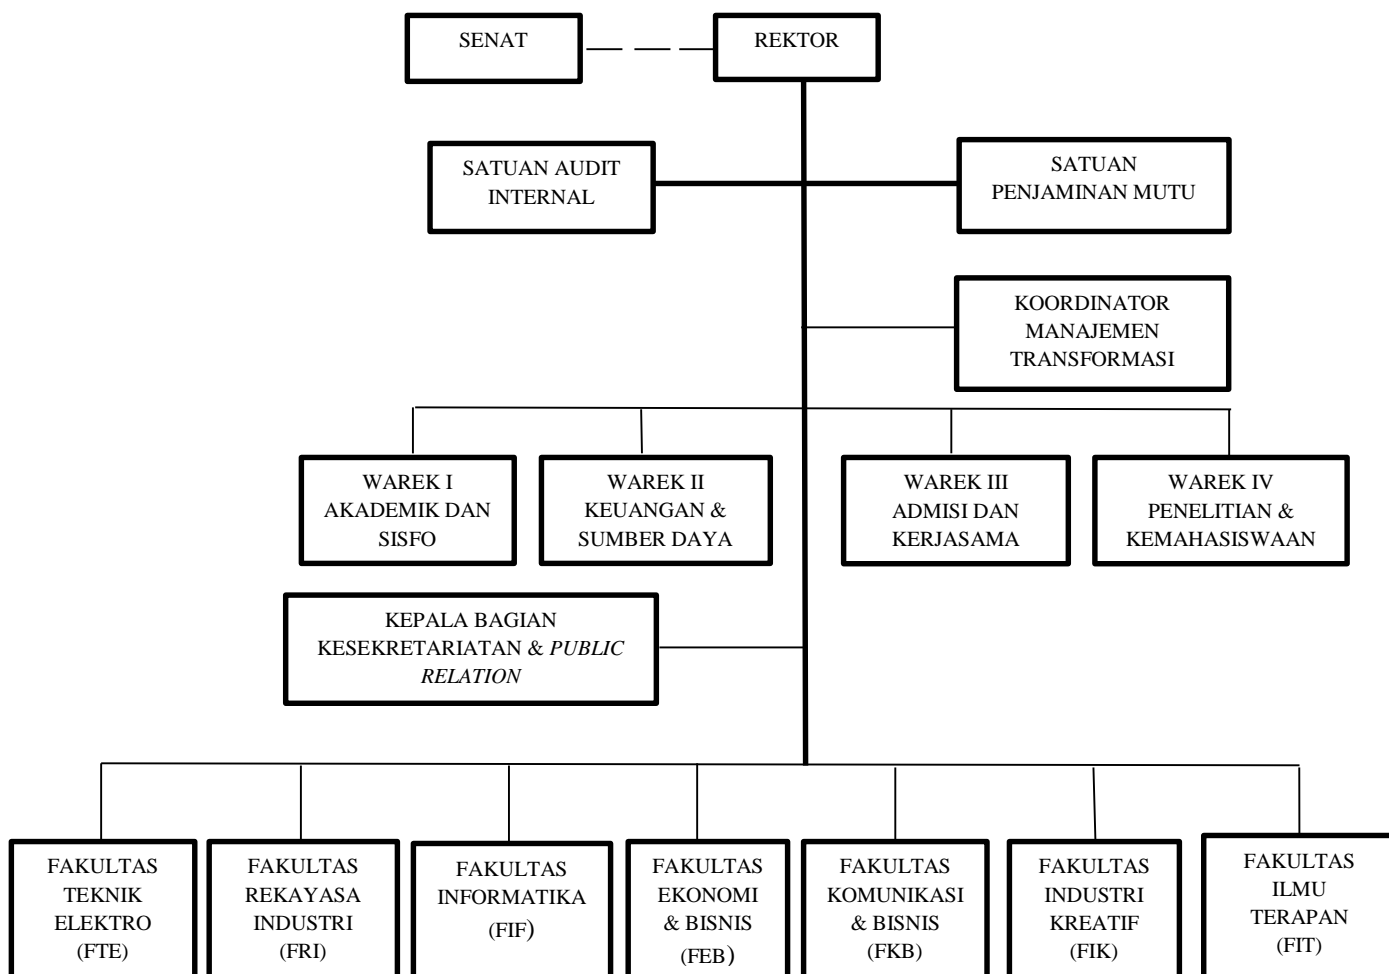 SENAT
REKTOR
SATUAN AUDIT
INTERNAL
SATUAN
PENJAMINAN MUTU
KOORDINATOR
MANAJEMEN
TRANSFORMASI
WAREK I
AKADEMIK DAN
SISFO
WAREK II
KEUANGAN &
SUMBER DAYA
WAREK III
ADMISI DAN
KERJASAMA
WAREK IV
PENELITIAN &
KEMAHASISWAAN
KEPALA BAGIAN
KESEKRETARIATAN & PUBLIC
RELATION
FAKULTAS
TEKNIK
ELEKTRO
(FTE)
FAKULTAS
REKAYASA
INDUSTRI
(FRI)
FAKULTAS
INFORMATIKA
(FIF)
FAKULTAS
EKONOMI
& BISNIS
(FEB)
FAKULTAS
KOMUNIKASI
& BISNIS
(FKB)
FAKULTAS
INDUSTRI
KREATIF
(FIK)
FAKULTAS
ILMU
TERAPAN
(FIT)